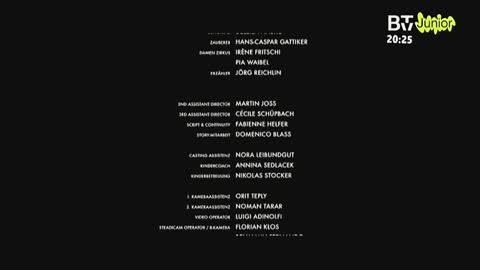 BTV Junior
20:25
ZAUBERER HANS-CASPAR GATTIKER
DAMEN ZIRKUS IRÈNE FRITSCHI
PIA WAIBEL
ERZÄHLER JÖRG REICHLIN
2ND ASSISTANT DIRECTOR MARTIN JOSS
3RD ASSISTANT DIRECTOR CÉCILE SCHÜPBACH
SCRIPT & CONTINUITY FABIENNE HELFER
STORY-MITARBEIT DOMENICO BLASS
CASTING ASSISTENZ NORA LEIBUNDGUT
KINDERCOACH ANNINA SEDLACEK
KINDERBETREUUNG NIKOLAS STOCKER
1. KAMERAASSISTENZ ORIT TEPLY
2. KAMERAASSISTENZ NOMAN TARAR
VIDEO OPERATOR LUIGI ADINOLFI
STEADICAM OPERATOR / B-KAMERA FLORIAN KLOS